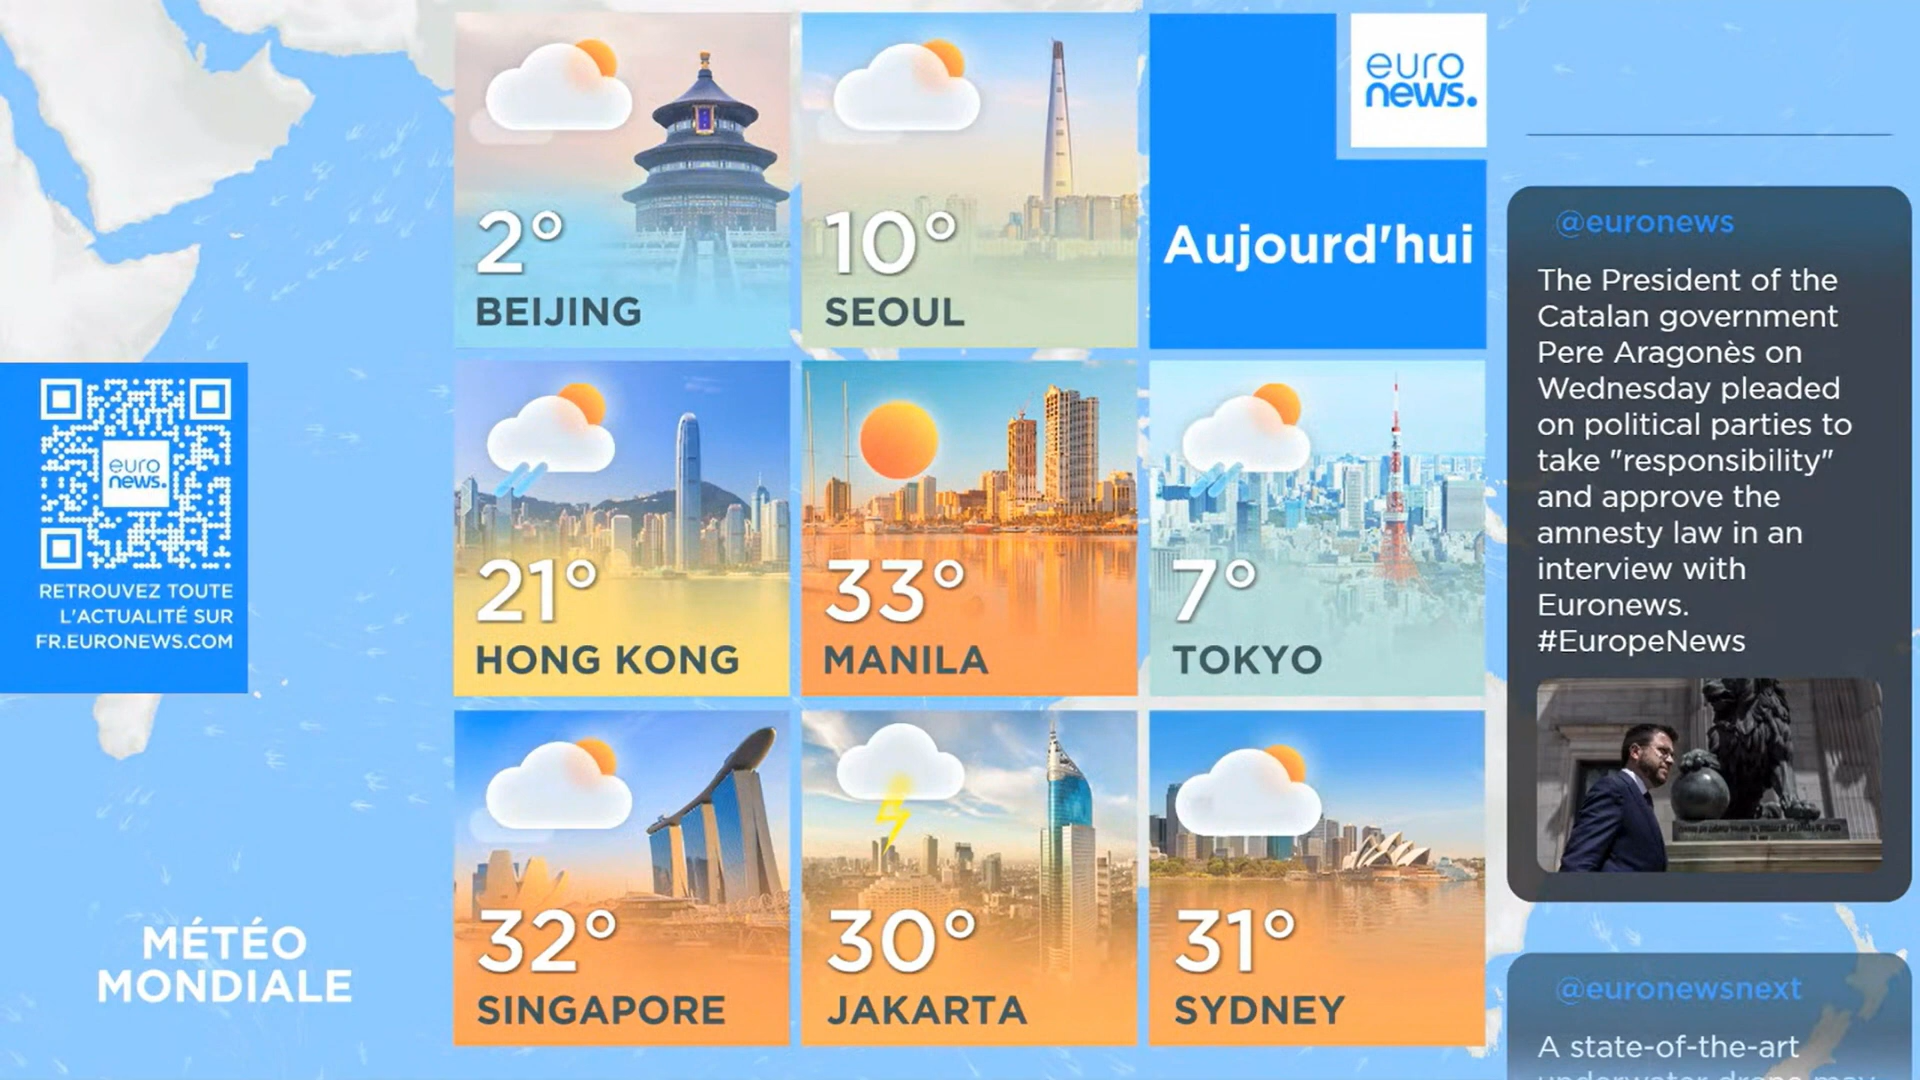 2°
BEIJING
10°
SEOUL
Aujourd'hui
euro
news.
21°
HONG KONG
33°
MANILA
7°
TOKYO
32°
SINGAPORE
30°
JAKARTA
31°
SYDNEY
euro
news.
RETROUVEZ TOUTE
L'ACTUALITÉ SUR
FR.EURONEWS.COM
MÉTÉO
MONDIALE
@euronews
The President of the
Catalan government
Pere Aragonès on
Wednesday pleaded
on political parties to
take "responsibility"
and approve the
amnesty law in an
interview with
Euronews.
#EuropeNews
@euronewsnext
A state-of-the-art
underwater drone may